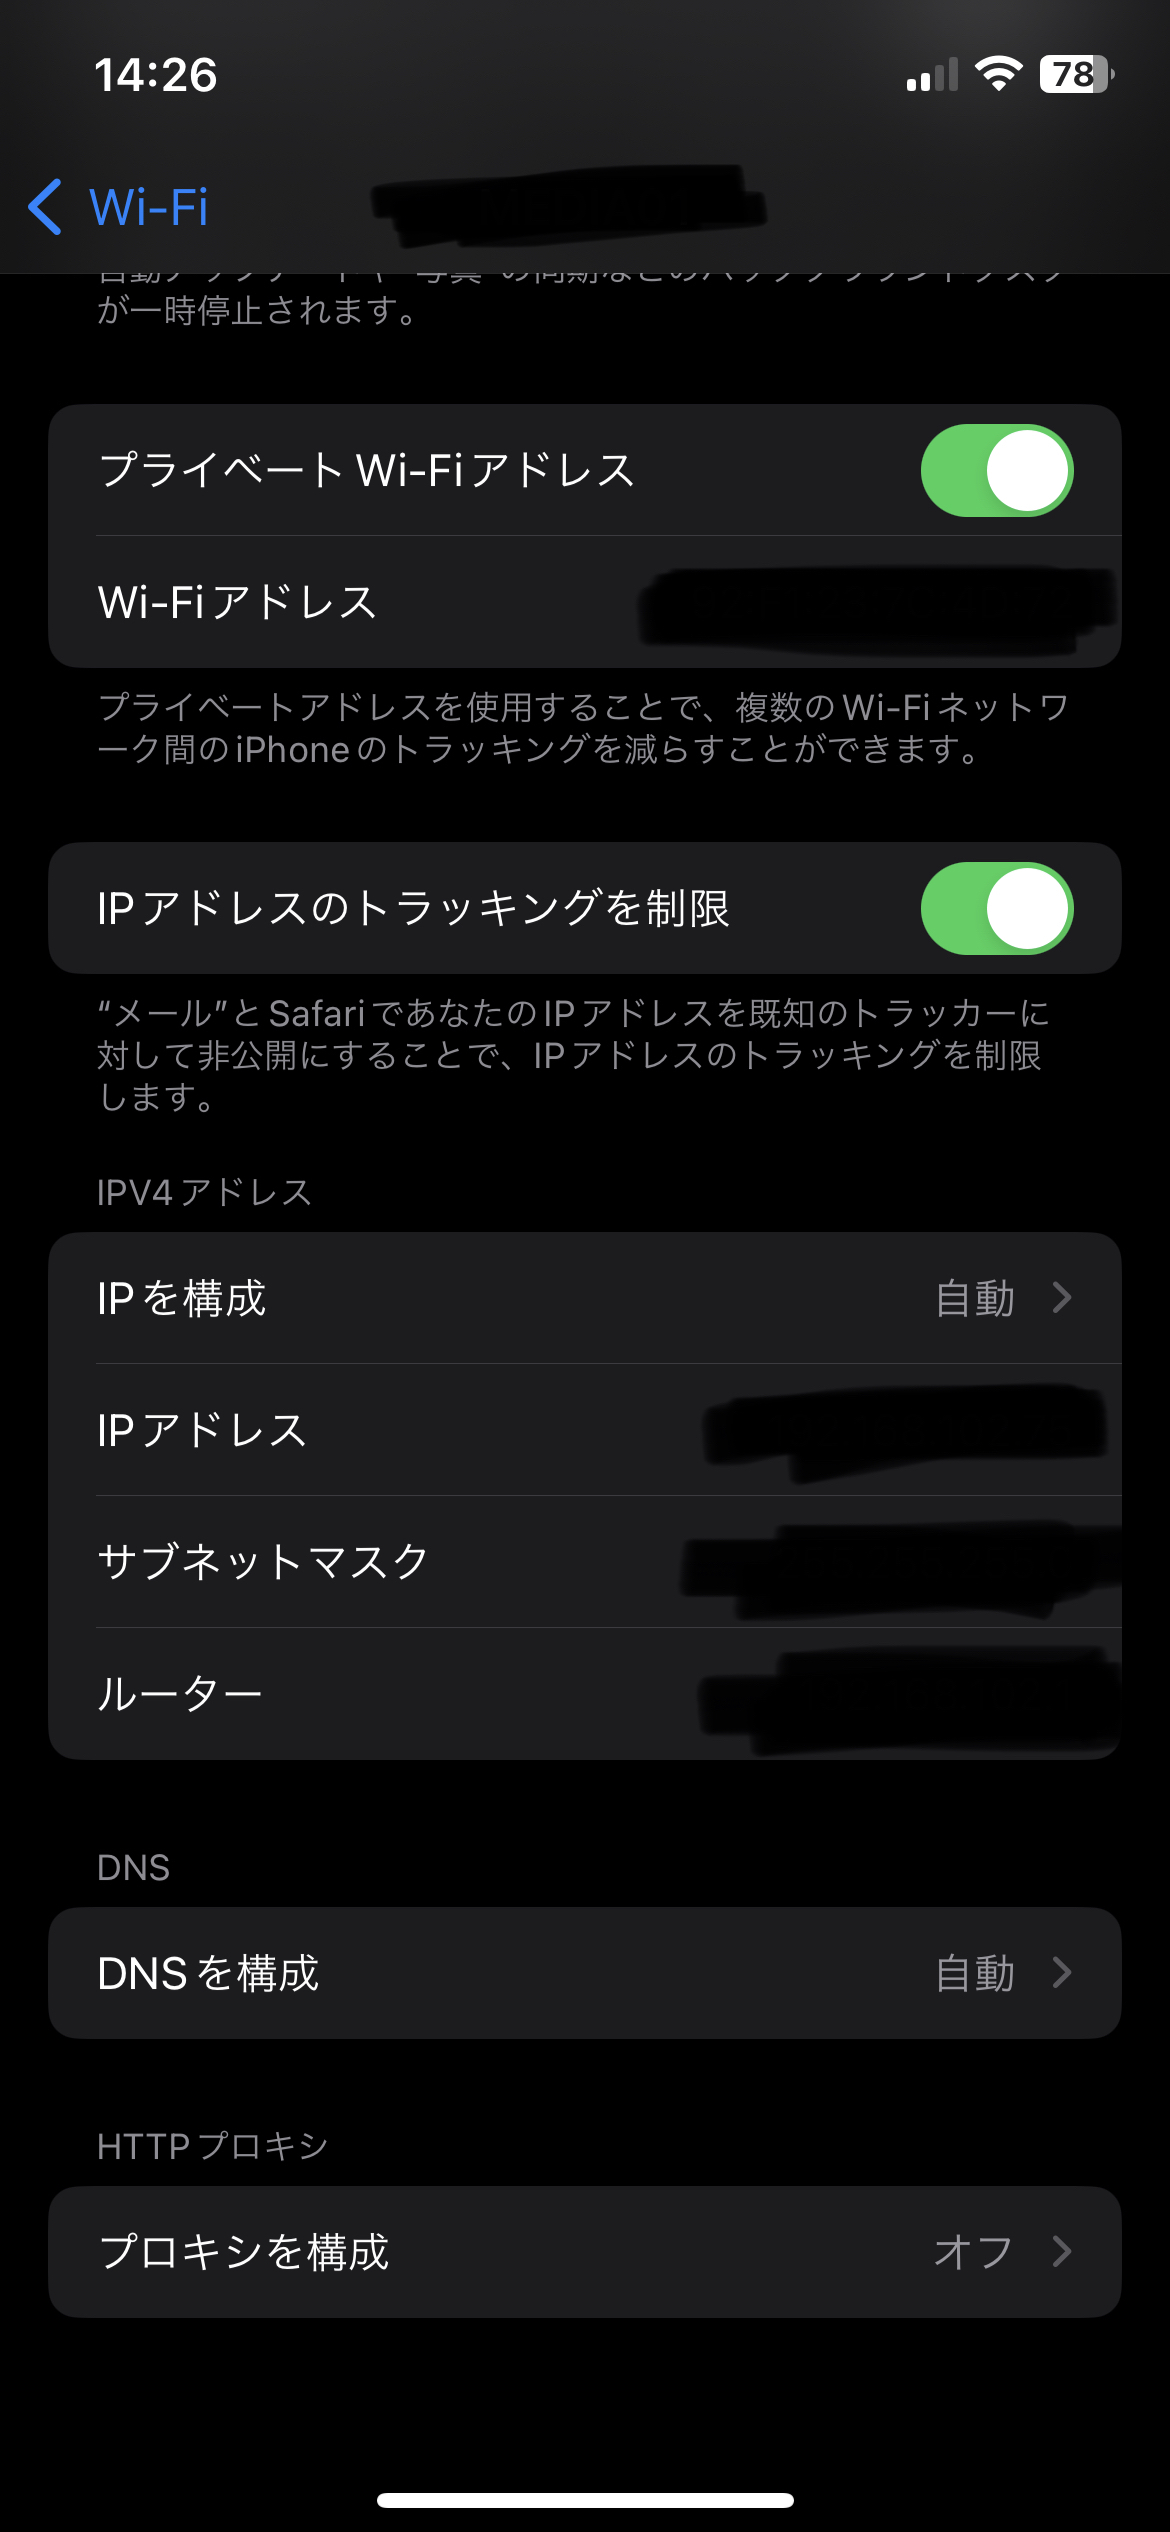 14:26
78
Wi-Fi
が一時停止されます。
プライベート Wi-Fiアドレス
Wi-Fiアドレス
プライベートアドレスを使用することで、複数のWi-Fiネットワ
ーク間のiPhoneのトラッキングを減らすことができます。
IPアドレスのトラッキングを制限
“メール”とSafariであなたのIPアドレスを既知のトラッカーに
対して非公開にすることで、IPアドレスのトラッキングを制限
します。
IPV4アドレス
IPを構成 自動
IPアドレス
サブネットマスク
ルーター
DNS
DNSを構成 自動
HTTPプロキシ
プロキシを構成 オフ